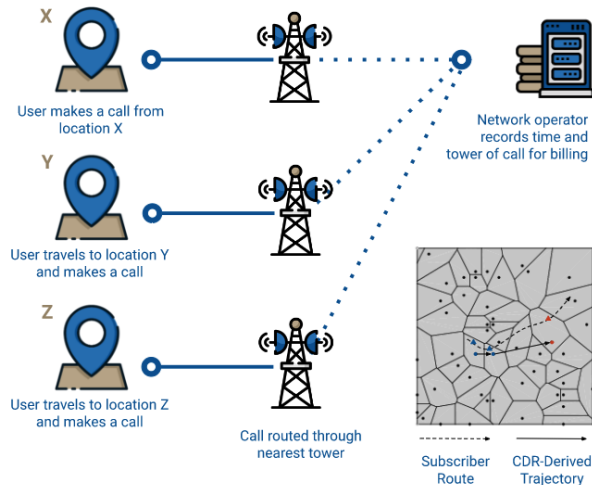 X
User makes a call from
location X
Network operator
records time and
tower of call for billing
Y
User travels to location Y
and makes a call
Z
User travels to location Z
and makes a call
Call routed through
nearest tower
Subscriber
Route
CDR-Derived
Trajectory